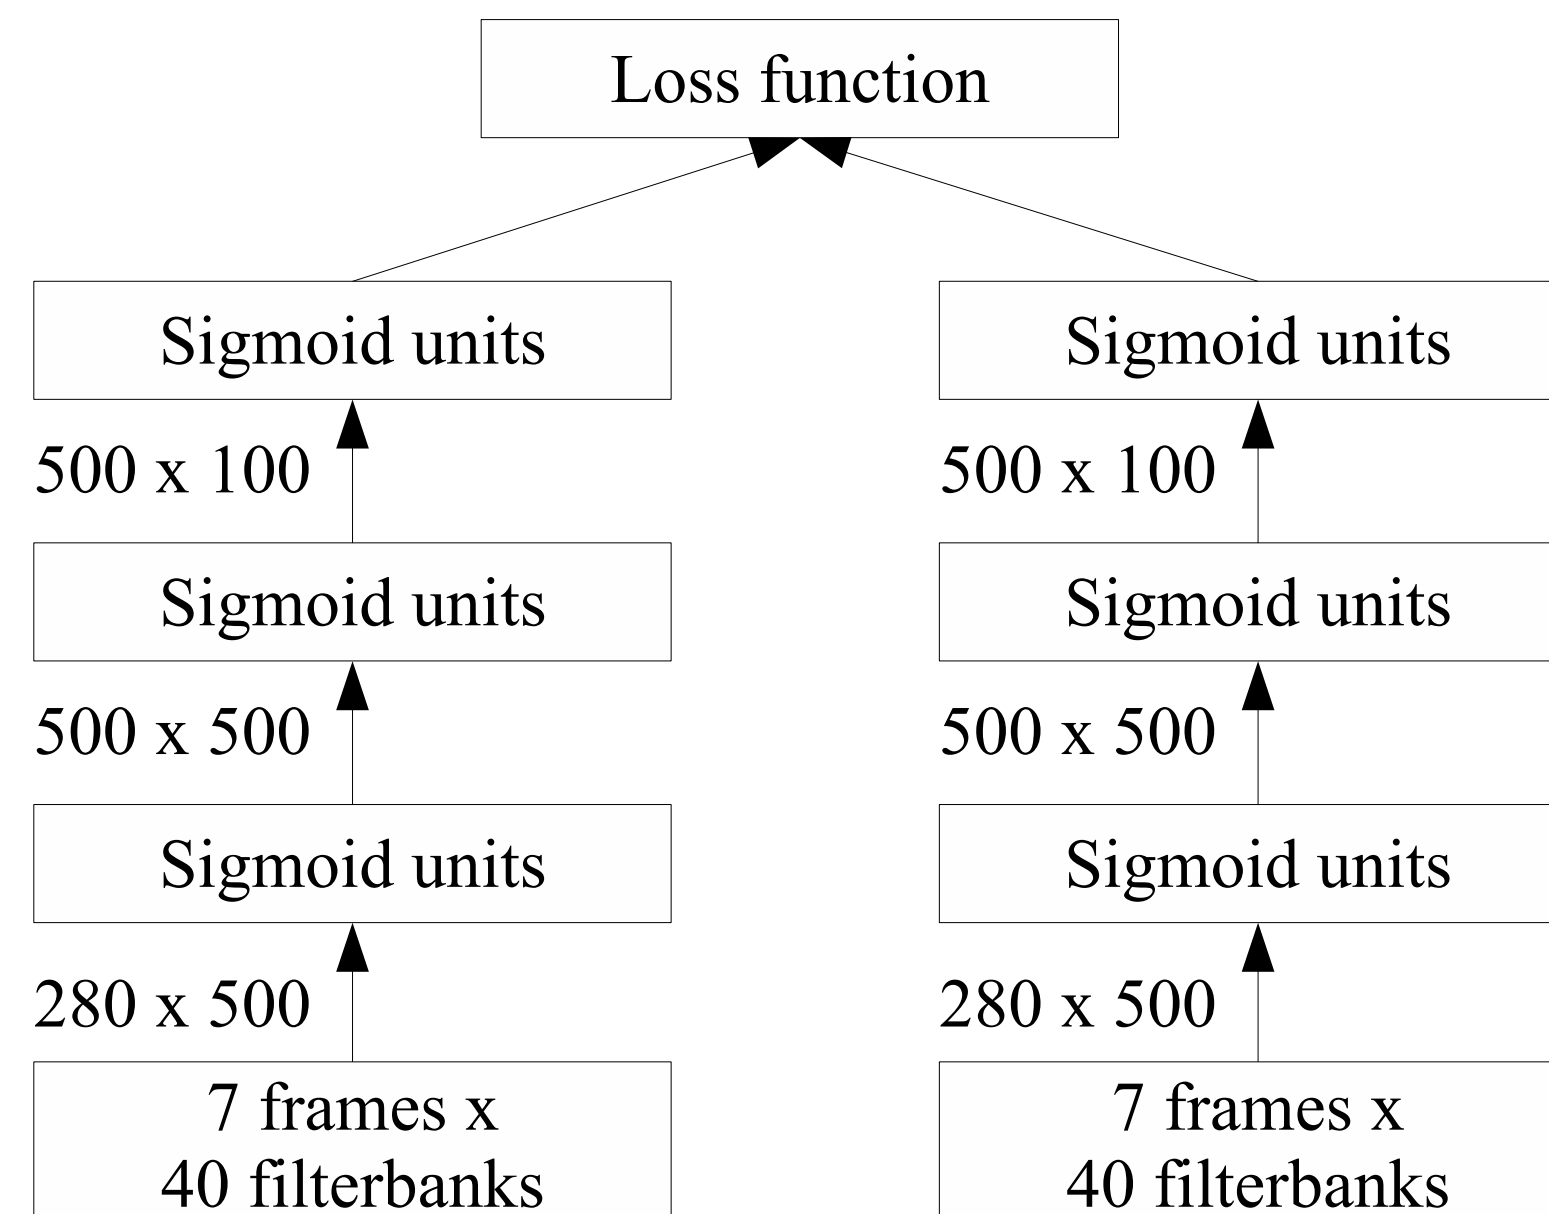 Loss function
Sigmoid units
Sigmoid units
500 x 100
500 x 100
Sigmoid units
Sigmoid units
500 x 500
500 x 500
Sigmoid units
Sigmoid units
280 x 500
280 x 500
7 frames x
40 filterbanks
7 frames x
40 filterbanks